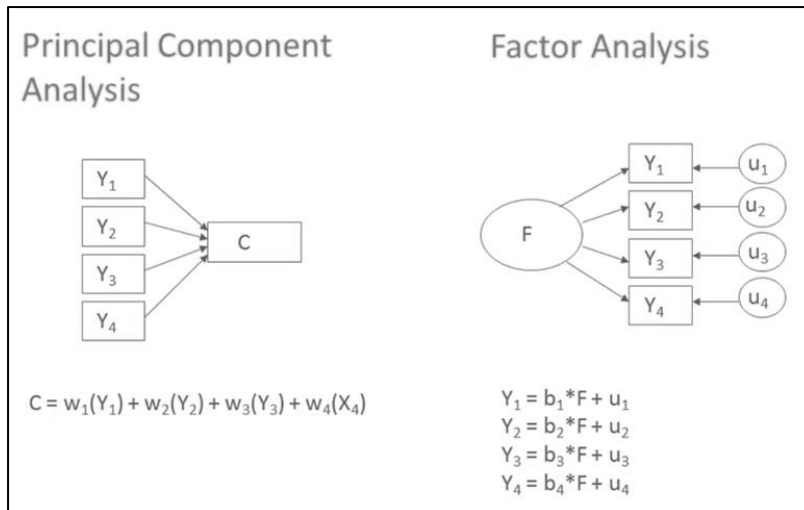 Principal Component
Analysis
Y₁
Y₂
Y₃
Y₄
C
C = w₁(Y₁) + w₂(Y₂) + w₃(Y₃) + w₄(X₄)
Factor Analysis
F
Y₁
u₁
Y₂
u₂
Y₃
u₃
Y₄
u₄
Y₁ = b₁*F + u₁
Y₂ = b₂*F + u₂
Y₃ = b₃*F + u₃
Y₄ = b₄*F + u₄